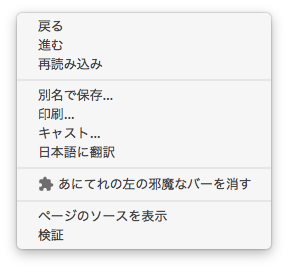 戻る
進む
再読み込み
別名で保存...
印刷...
キャスト...
日本語に翻訳
あにてれの左の邪魔なバーを消す
ページのソースを表示
検証